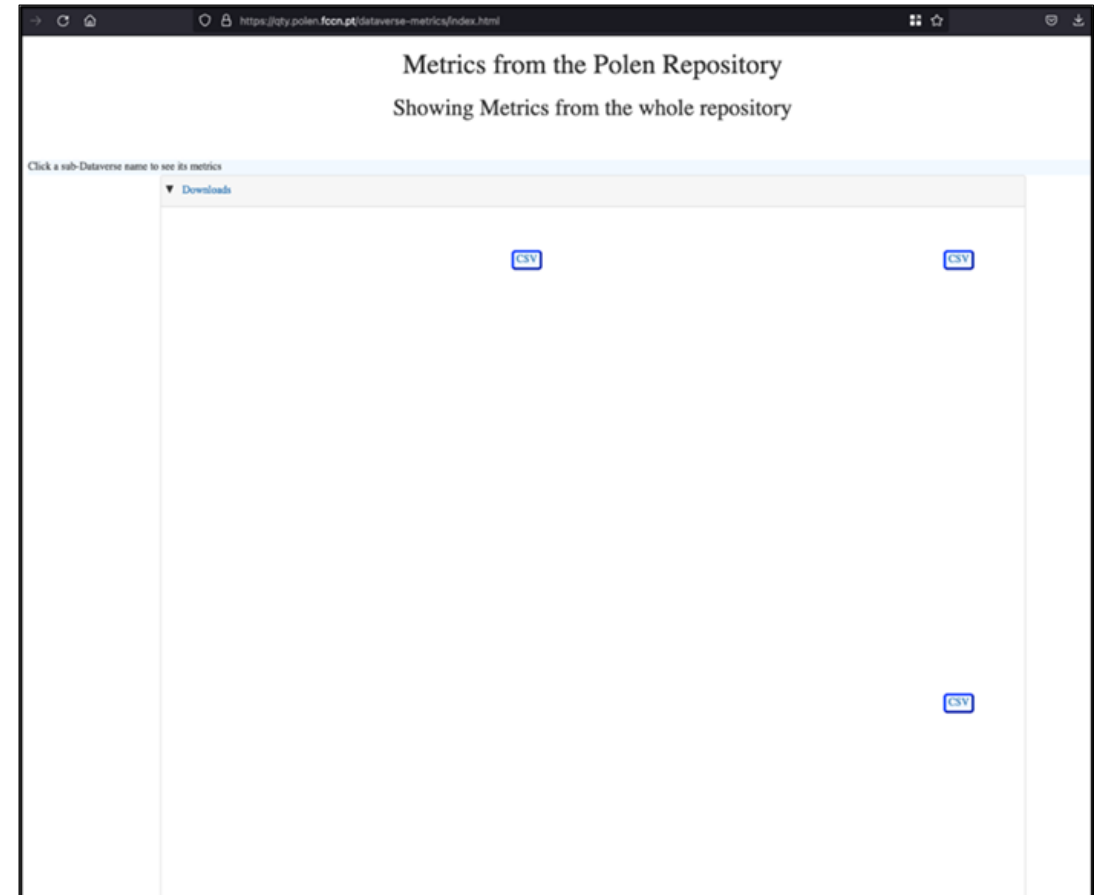 https://qty.polen.fccn.pt/dataverse-metrics/index.html
Metrics from the Polen Repository
Showing Metrics from the whole repository
Click a sub-Dataverse name to see its metrics
▼ Downloads
CSV CSV
CSV